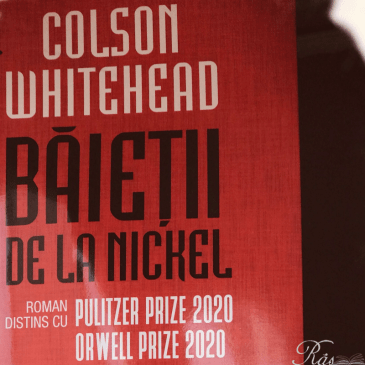 COLSON
WHITEHEAD
BĂIEȚII
DE LA NICKEL
ROMAN
DISTINS CU
PULITZER PRIZE 2020
ORWELL PRIZE 2020